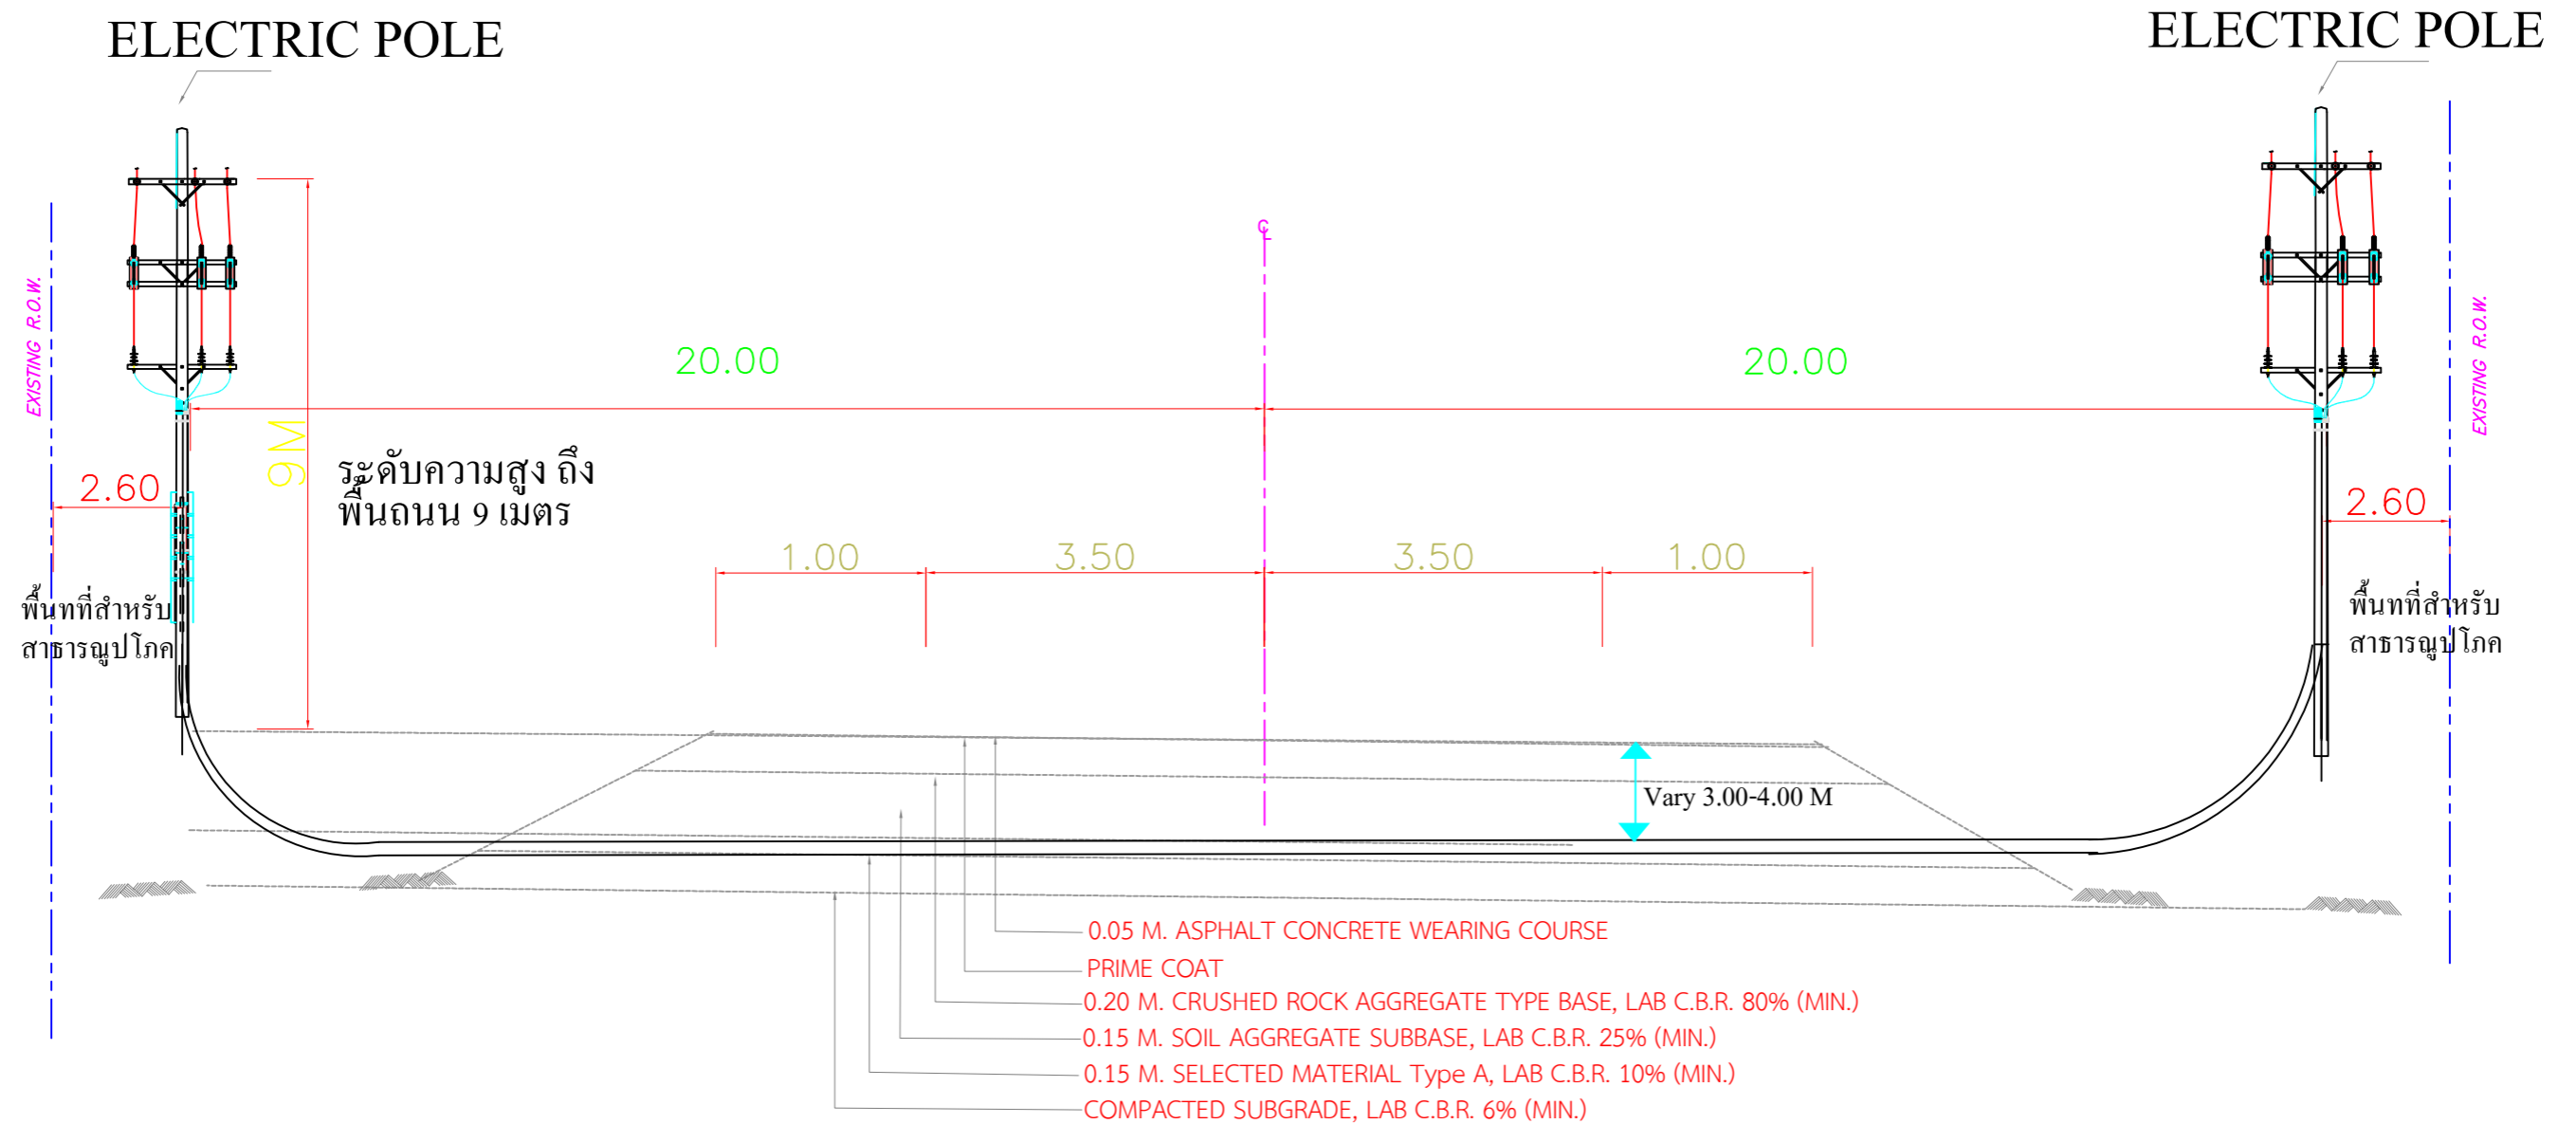 ELECTRIC POLE
ELECTRIC POLE
℄
EXISTING R.O.W.
EXISTING R.O.W.
20.00
20.00
9M
ระดับความสูง ถึง
พื้นถนน 9 เมตร
2.60
2.60
1.00
3.50
3.50
1.00
พื้นทที่สำหรับ
สาธารณูปโภค
พื้นทที่สำหรับ
สาธารณูปโภค
Vary 3.00-4.00 M
0.05 M. ASPHALT CONCRETE WEARING COURSE
PRIME COAT
0.20 M. CRUSHED ROCK AGGREGATE TYPE BASE, LAB C.B.R. 80% (MIN.)
0.15 M. SOIL AGGREGATE SUBBASE, LAB C.B.R. 25% (MIN.)
0.15 M. SELECTED MATERIAL Type A, LAB C.B.R. 10% (MIN.)
COMPACTED SUBGRADE, LAB C.B.R. 6% (MIN.)